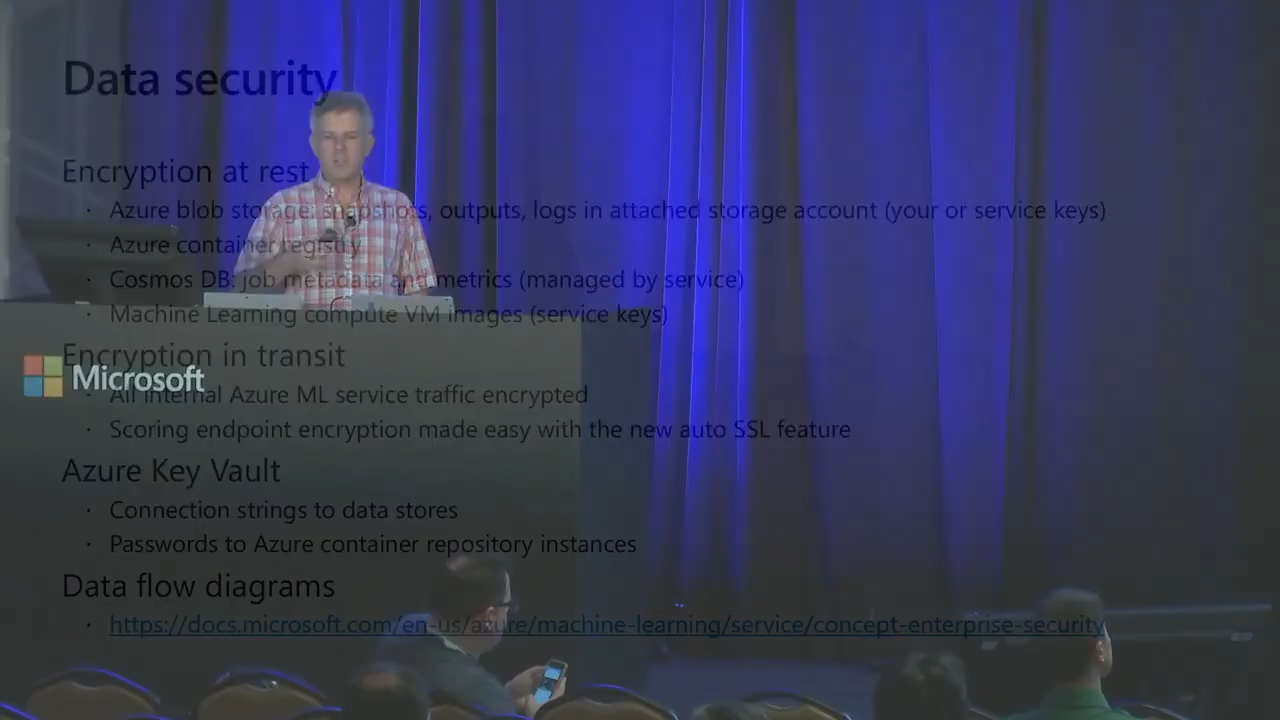 Data security
Encryption at rest
· Azure blob storage: snapshots, outputs, logs in attached storage account (your or service keys)
· Azure container registry
· Cosmos DB: job metadata and metrics (managed by service)
· Machine Learning compute VM images (service keys)
Encryption in transit
Microsoft
· All internal Azure ML service traffic encrypted
· Scoring endpoint encryption made easy with the new auto SSL feature
Azure Key Vault
· Connection strings to data stores
· Passwords to Azure container repository instances
Data flow diagrams
· https://docs.microsoft.com/en-us/azure/machine-learning/service/concept-enterprise-security